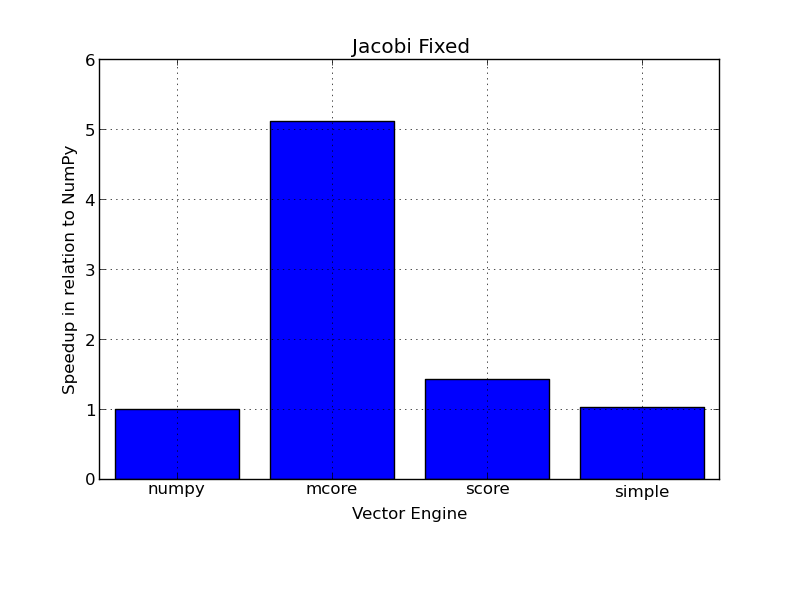 Jacobi Fixed
6
5
4
3
2
1
0
Speedup in relation to NumPy
numpy mcore score simple
Vector Engine